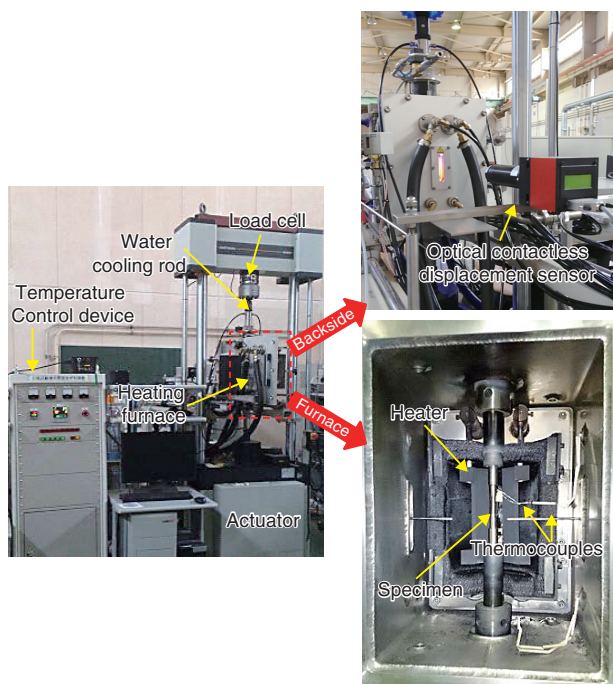 Load cell
Water
cooling rod
Temperature
Control device
Heating
furnace
Actuator
Backside
Furnace
Optical contactless
displacement sensor
Heater
Thermocouples
Specimen